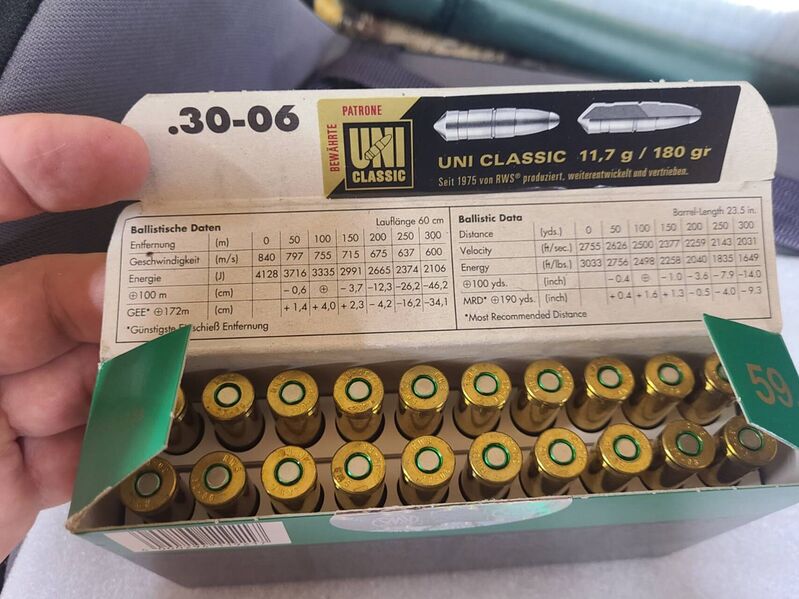 .30-06
BEWÄHRTE
PATRONE
UNI
CLASSIC
UNI CLASSIC 11,7 g / 180 gr
Seit 1975 von RWS® produziert, weiterentwickelt und vertrieben.
Ballistische Daten Lauflänge 60 cm
Entfernung (m) 0 50 100 150 200 250 300
Geschwindigkeit (m/s) 840 797 755 715 675 637 600
Energie (J) 4128 3716 3335 2991 2665 2374 2106
⊕100 m (cm) -0,6 ⊕ -3,7 -12,3 -26,2 -46,2
GEE* ⊕172m (cm) +1,4 +4,0 +2,3 -4,2 -16,2 -34,1
*Günstigste Einschieß Entfernung
Ballistic Data Barrel-Length 23.5 in.
Distance (yds.) 0 50 100 150 200 250 300
Velocity (ft/sec.) 2755 2626 2500 2377 2259 2143 2031
Energy (ft/lbs.) 3033 2756 2498 2258 2040 1835 1649
⊕100 yds. (inch) -0.4 ⊕ -1.0 -3.6 -7.9 -14.0
MRD* ⊕190 yds. (inch) +0.4 +1.6 +1.3 -0.5 -4.0 -9.3
*Most Recommended Distance
59